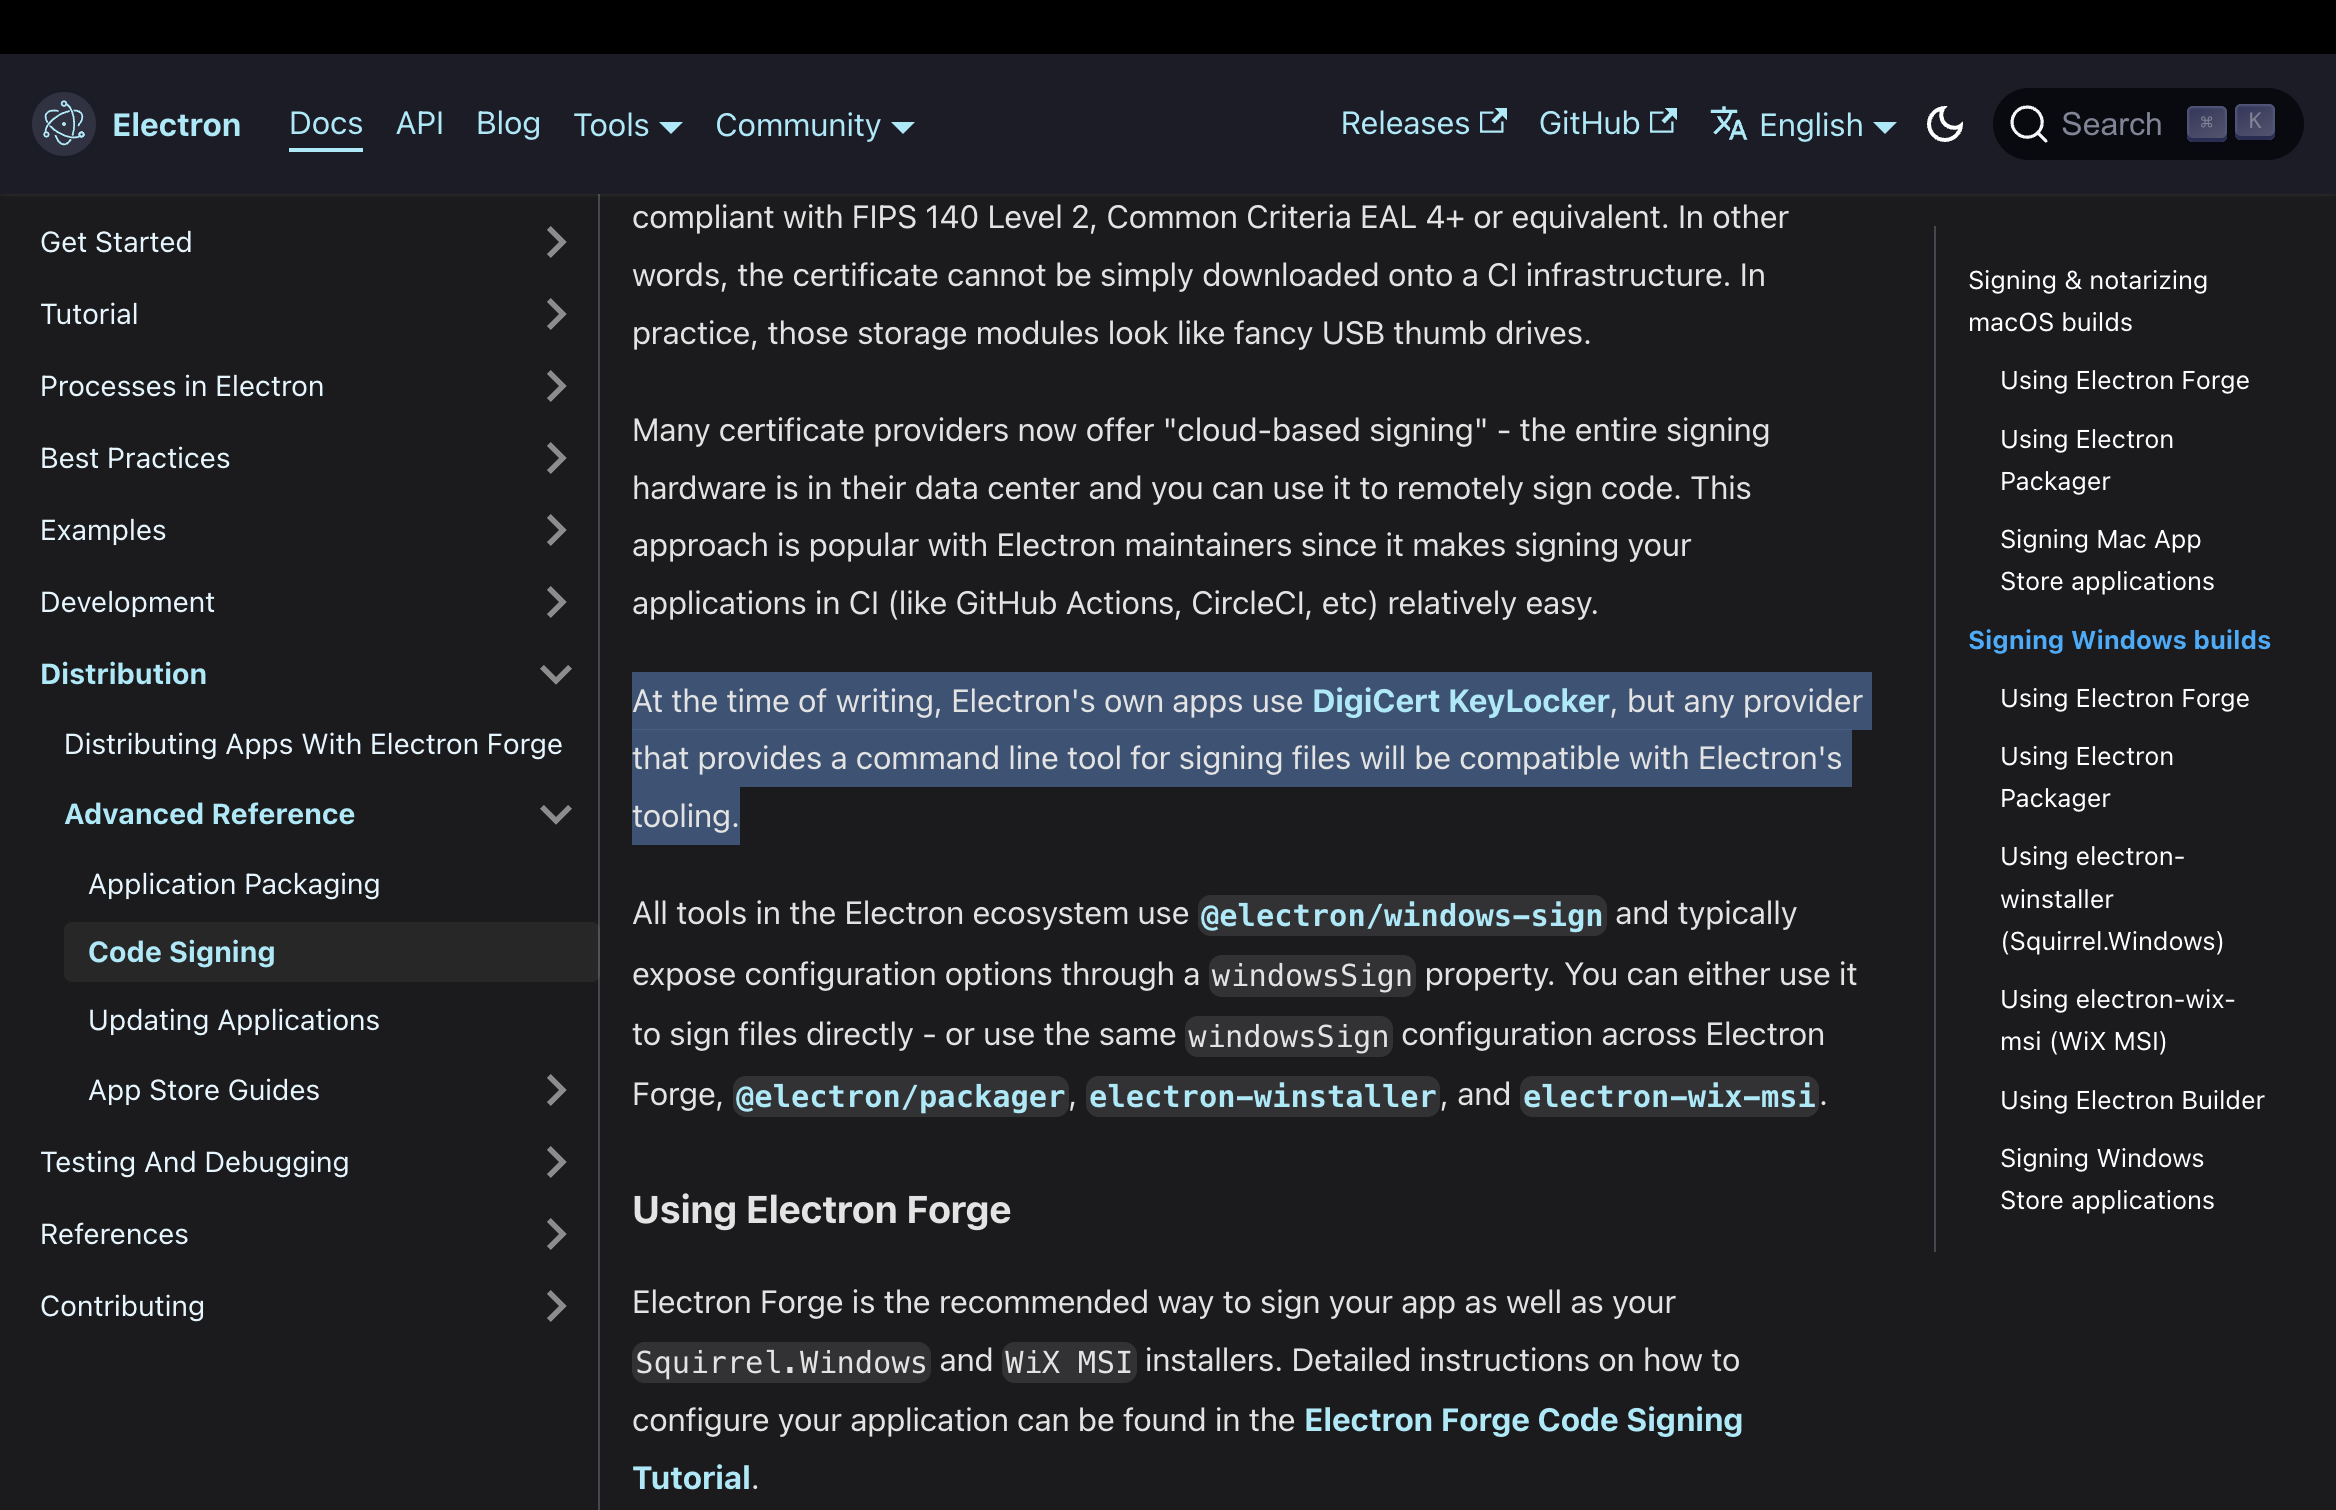 Electron
Docs
API
Blog
Tools
Community
Releases
GitHub
English
Search
⌘
K
Get Started
Tutorial
Processes in Electron
Best Practices
Examples
Development
Distribution
Distributing Apps With Electron Forge
Advanced Reference
Application Packaging
Code Signing
Updating Applications
App Store Guides
Testing And Debugging
References
Contributing
compliant with FIPS 140 Level 2, Common Criteria EAL 4+ or equivalent. In other
words, the certificate cannot be simply downloaded onto a CI infrastructure. In
practice, those storage modules look like fancy USB thumb drives.
Many certificate providers now offer "cloud-based signing" - the entire signing
hardware is in their data center and you can use it to remotely sign code. This
approach is popular with Electron maintainers since it makes signing your
applications in CI (like GitHub Actions, CircleCI, etc) relatively easy.
At the time of writing, Electron's own apps use DigiCert KeyLocker, but any provider
that provides a command line tool for signing files will be compatible with Electron's
tooling.
All tools in the Electron ecosystem use @electron/windows-sign and typically
expose configuration options through a windowsSign property. You can either use it
to sign files directly - or use the same windowsSign configuration across Electron
Forge, @electron/packager, electron-winstaller, and electron-wix-msi.
Using Electron Forge
Electron Forge is the recommended way to sign your app as well as your
Squirrel.Windows and WiX MSI installers. Detailed instructions on how to
configure your application can be found in the Electron Forge Code Signing
Tutorial.
Signing & notarizing
macOS builds
Using Electron Forge
Using Electron
Packager
Signing Mac App
Store applications
Signing Windows builds
Using Electron Forge
Using Electron
Packager
Using electron-
winstaller
(Squirrel.Windows)
Using electron-wix-
msi (WiX MSI)
Using Electron Builder
Signing Windows
Store applications